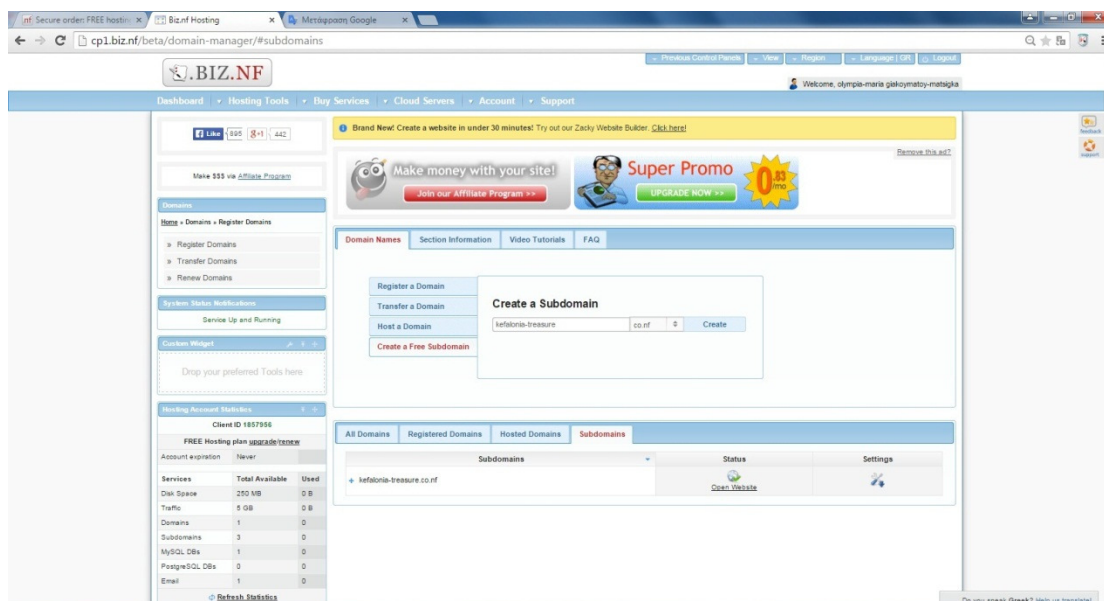 nf Secure order: FREE hostin
Biz.nf Hosting
Μετάφραση Google
cp1.biz.nf/beta/domain-manager/#subdomains
Previous Control Panels
View
Region
Language | GR
Logout
.BIZ.NF
Welcome, olympia-maria giakoymatoy-matsigka
Dashboard
Hosting Tools
Buy Services
Cloud Servers
Account
Support
Like 895 g+1 442
Brand New! Create a website in under 30 minutes! Try out our Zacky Website Builder. Click here!
feedback
support
Remove this ad?
Make $$$ via Affiliate Program
Make money with your site!
Join our Affiliate Program >>
Super Promo
UPGRADE NOW >>
0.83
/mo
Domains
Home » Domains » Register Domains
» Register Domains
» Transfer Domains
» Renew Domains
Domain Names
Section Information
Video Tutorials
FAQ
Register a Domain
Transfer a Domain
Host a Domain
Create a Free Subdomain
Create a Subdomain
kefalonia-treasure
co.nf
Create
System Status Notifications
Service Up and Running
Custom Widget
Drop your preferred Tools here
Hosting Account Statistics
Client ID 1857956
FREE Hosting plan upgrade/renew
Account expiration Never
Services Total Available Used
Disk Space 250 MB 0 B
Traffic 5 GB 0 B
Domains 1 0
Subdomains 3 0
MySQL DBs 1 0
PostgreSQL DBs 0 0
Email 1 0
Refresh Statistics
All Domains
Registered Domains
Hosted Domains
Subdomains
Subdomains Status Settings
kefalonia-treasure.co.nf
Open Website
Do you speak Greek? Help us translate!